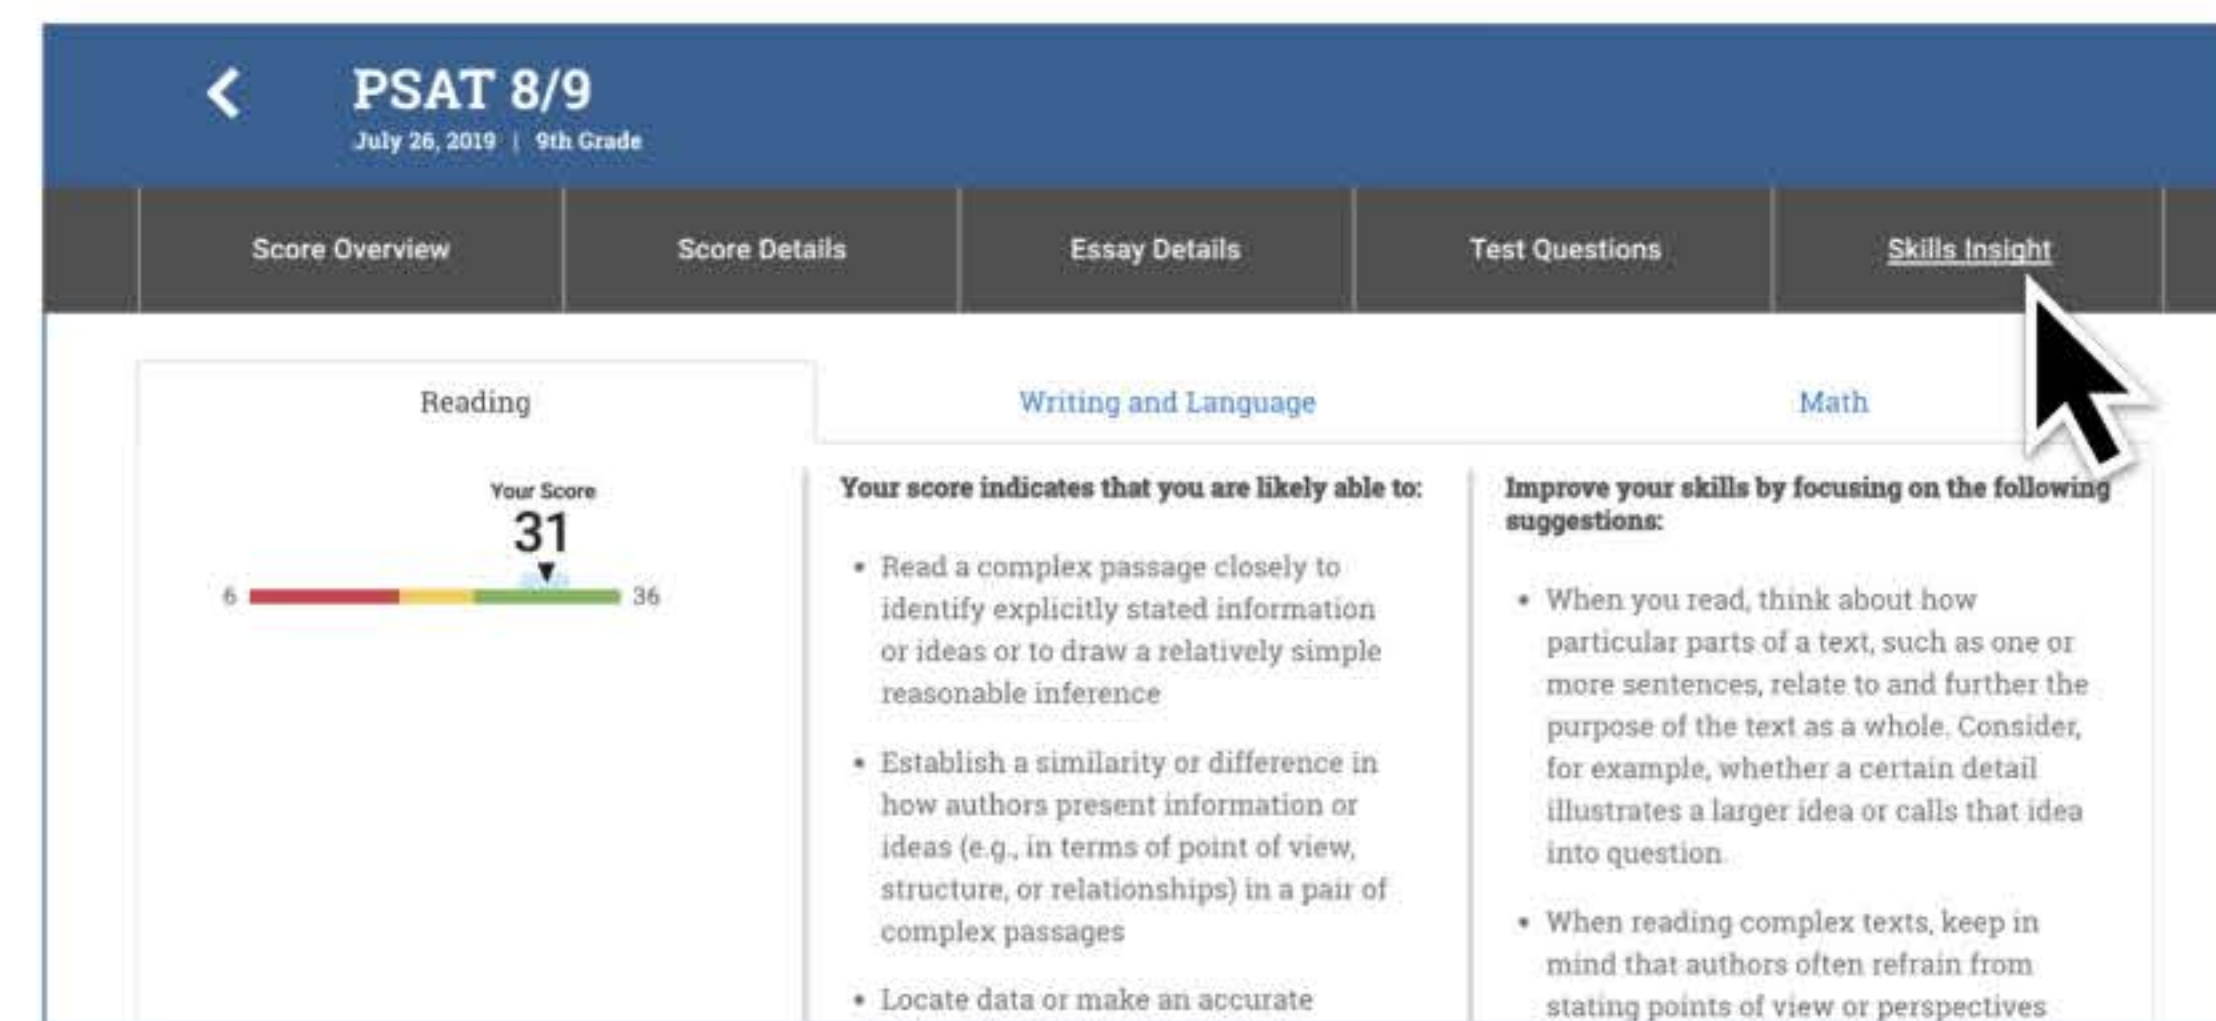 PSAT 8/9
July 26, 2019 | 9th Grade
Score Overview
Score Details
Essay Details
Test Questions
Skills Insight
Reading
Writing and Language
Math
Your Score
31
6
36
Your score indicates that you are likely able to:
• Read a complex passage closely to
identify explicitly stated information
or ideas or to draw a relatively simple
reasonable inference
• Establish a similarity or difference in
how authors present information or
ideas (e.g., in terms of point of view,
structure, or relationships) in a pair of
complex passages
• Locate data or make an accurate
Improve your skills by focusing on the following
suggestions:
• When you read, think about how
particular parts of a text, such as one or
more sentences, relate to and further the
purpose of the text as a whole. Consider,
for example, whether a certain detail
illustrates a larger idea or calls that idea
into question.
• When reading complex texts, keep in
mind that authors often refrain from
stating points of view or perspectives